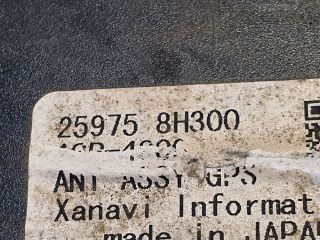 25975 8H300
ANT ASSY GPS
Xanavi Informat
made in JAPAN